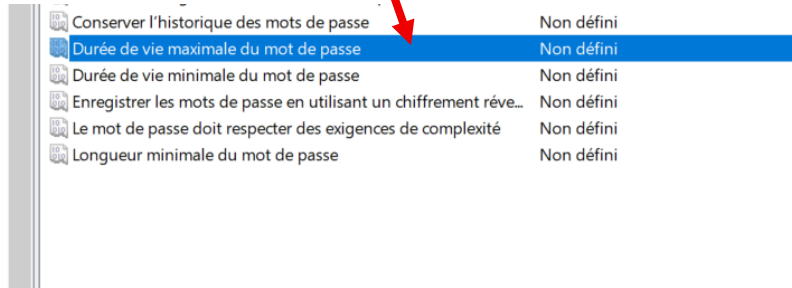 Conserver l'historique des mots de passe Non défini
Durée de vie maximale du mot de passe Non défini
Durée de vie minimale du mot de passe Non défini
Enregistrer les mots de passe en utilisant un chiffrement réve... Non défini
Le mot de passe doit respecter des exigences de complexité Non défini
Longueur minimale du mot de passe Non défini